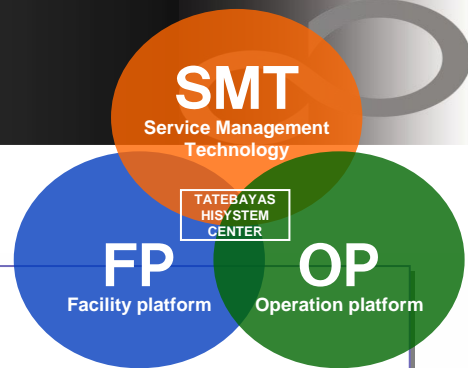 SMT
Service Management
Technology
TATEBAYAS
HISYSTEM
CENTER
FP
Facility platform
OP
Operation platform